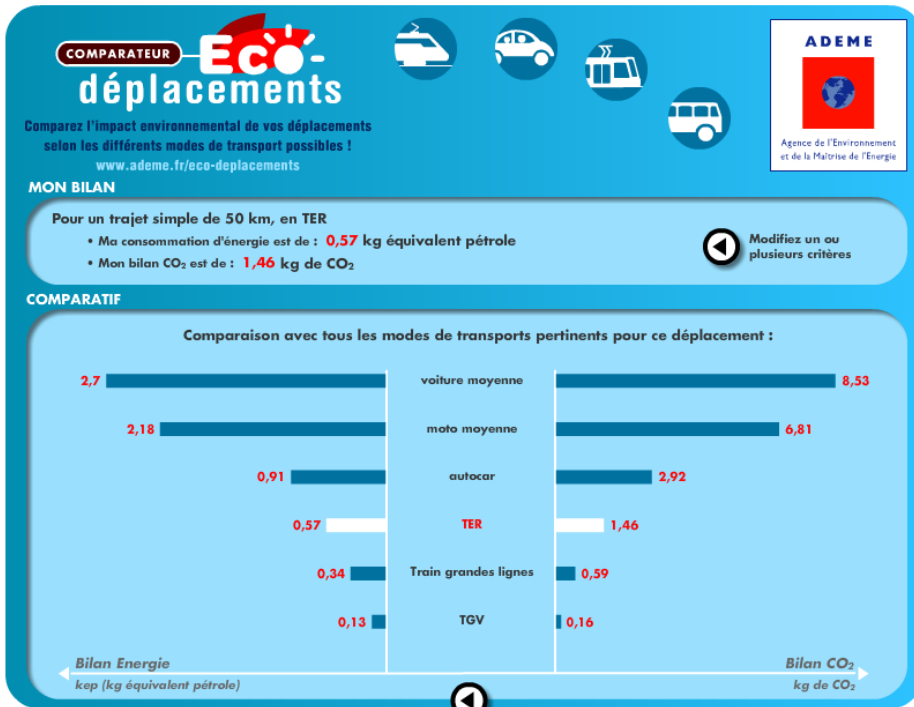 COMPARATEUR
Eco
déplacements
Comparez l'impact environnemental de vos déplacements
selon les différents modes de transport possibles !
www.ademe.fr/eco-deplacements
ADEME
Agence de l'Environnement
et de la Maîtrise de l'Energie
MON BILAN
Pour un trajet simple de 50 km, en TER
• Ma consommation d'énergie est de : 0,57 kg équivalent pétrole
• Mon bilan CO₂ est de : 1,46 kg de CO₂
Modifiez un ou
plusieurs critères
COMPARATIF
Comparaison avec tous les modes de transports pertinents pour ce déplacement :
2,7 voiture moyenne 8,53
2,18 moto moyenne 6,81
0,91 autocar 2,92
0,57 TER 1,46
0,34 Train grandes lignes 0,59
0,13 TGV 0,16
Bilan Energie Bilan CO₂
kep (kg équivalent pétrole) kg de CO₂